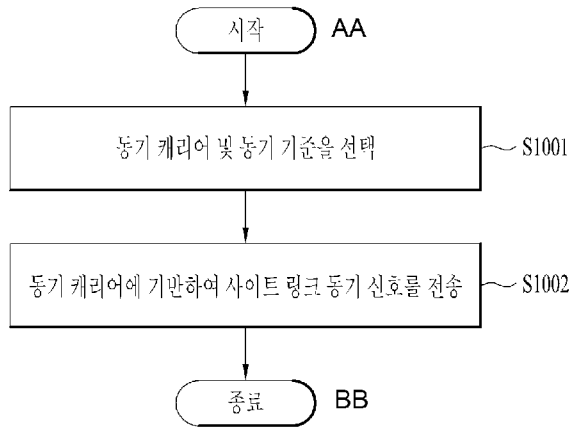 시작 AA
동기 캐리어 및 동기 기준을 선택 S1001
동기 캐리어에 기반하여 사이트 링크 동기 신호를 전송 S1002
종료 BB